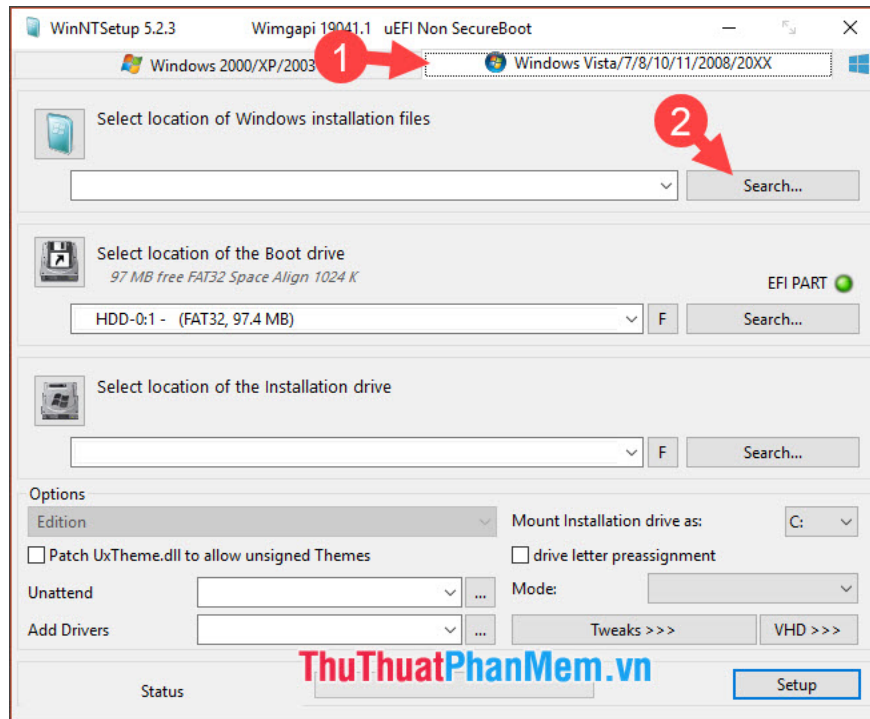 WinNTSetup 5.2.3 Wimgapi 19041.1 uEFI Non SecureBoot
1
Windows 2000/XP/2003
Windows Vista/7/8/10/11/2008/20XX
Select location of Windows installation files
2
Search...
Select location of the Boot drive
97 MB free FAT32 Space Align 1024 K
EFI PART
HDD-0:1 - (FAT32, 97.4 MB)
F
Search...
Select location of the Installation drive
F
Search...
Options
Edition
Mount Installation drive as:
C:
Patch UxTheme.dll to allow unsigned Themes
drive letter preassignment
Unattend
...
Mode:
Add Drivers
...
Tweaks >>>
VHD >>>
ThuThuatPhanMem.vn
Status
Setup